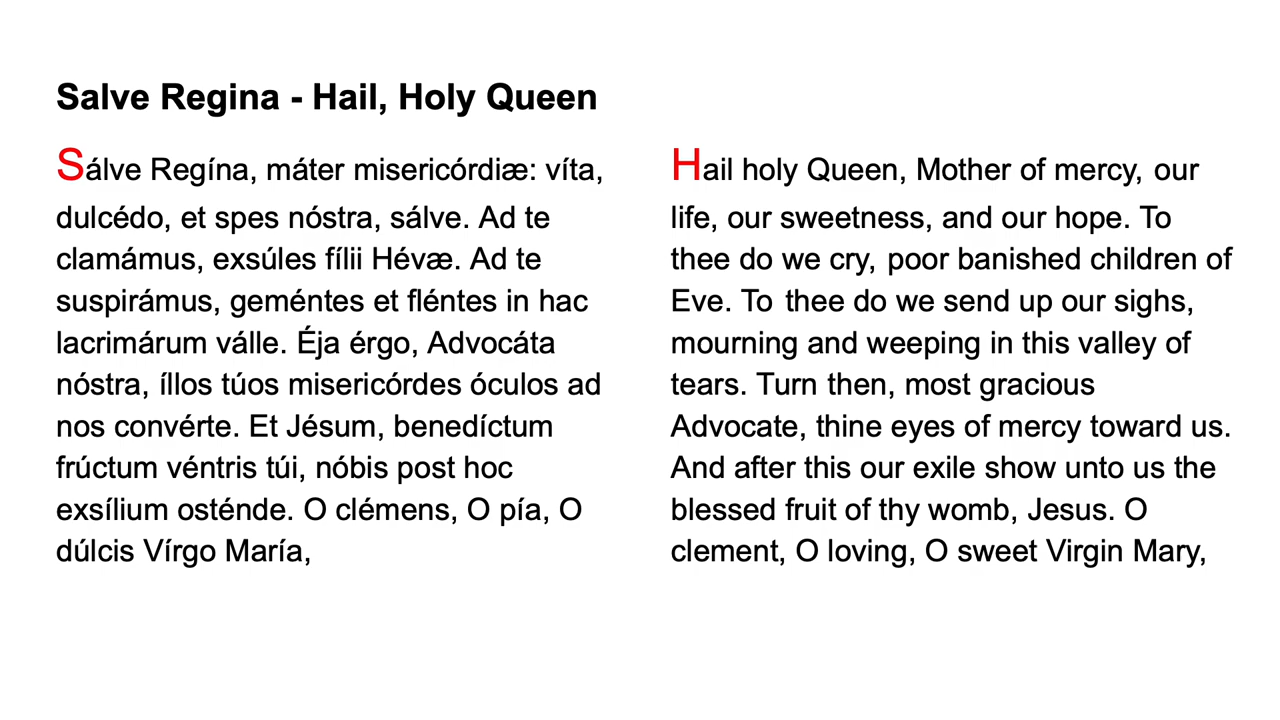 Salve Regina - Hail, Holy Queen
Sálve Regína, máter misericórdiæ: víta,
dulcédo, et spes nóstra, sálve. Ad te
clamámus, exsúles fílii Hévæ. Ad te
suspirámus, geméntes et fléntes in hac
lacrimárum válle. Éja érgo, Advocáta
nóstra, íllos túos misericórdes óculos ad
nos convérte. Et Jésum, benedíctum
frúctum véntris túi, nóbis post hoc
exsílium osténde. O clémens, O pía, O
dúlcis Vírgo María,
Hail holy Queen, Mother of mercy, our
life, our sweetness, and our hope. To
thee do we cry, poor banished children of
Eve. To thee do we send up our sighs,
mourning and weeping in this valley of
tears. Turn then, most gracious
Advocate, thine eyes of mercy toward us.
And after this our exile show unto us the
blessed fruit of thy womb, Jesus. O
clement, O loving, O sweet Virgin Mary,